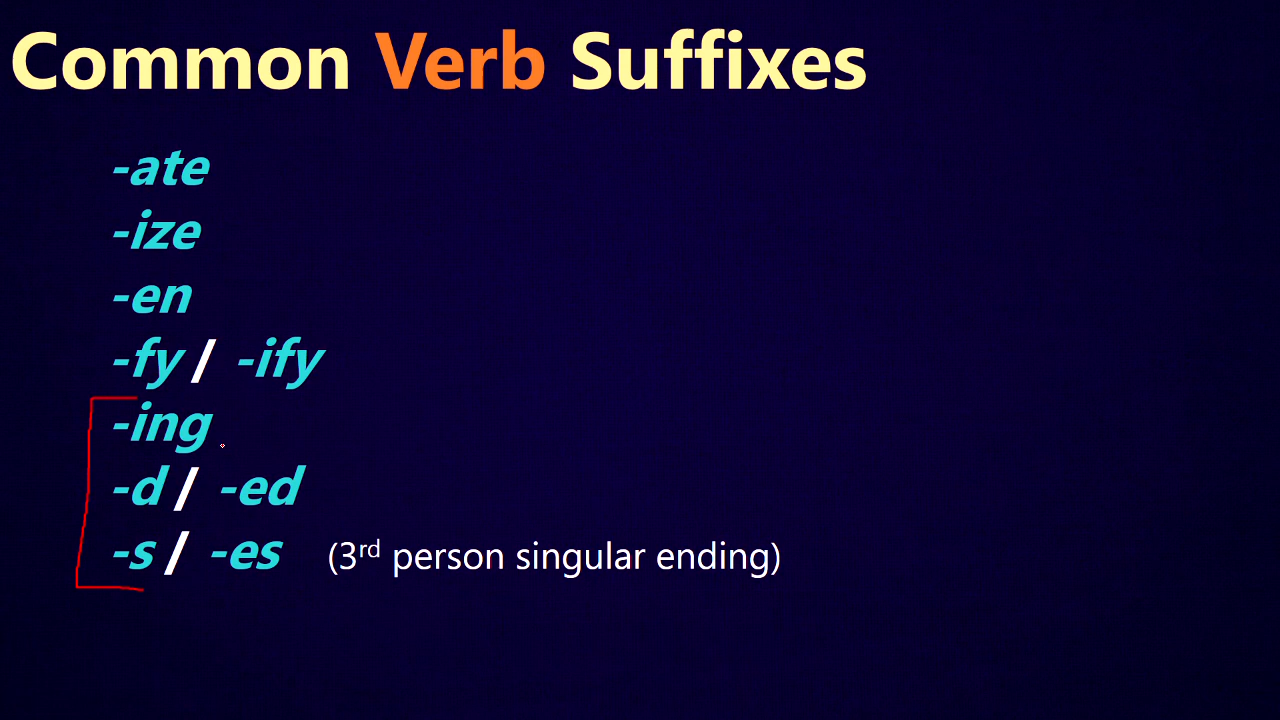 Common Verb Suffixes
-ate
-ize
-en
-fy / -ify
-ing
-d / -ed
-s / -es (3rd person singular ending)